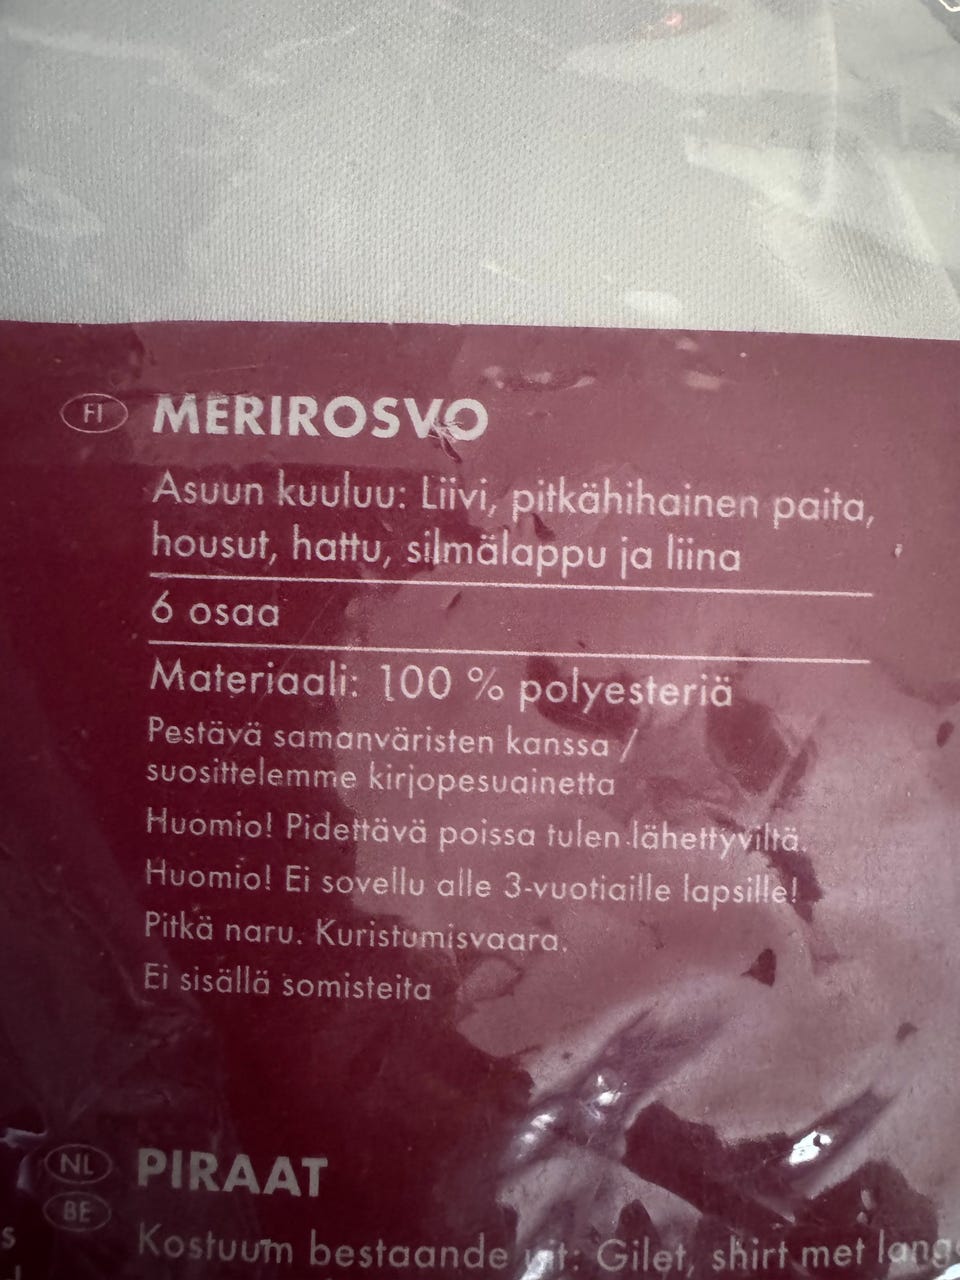 FI MERIROSVO
Asuun kuuluu: Liivi, pitkähihainen paita,
housut, hattu, silmälappu ja liina
6 osaa
Materiaali: 100 % polyesteriä
Pestävä samanväristen kanssa /
suosittelemme kirjopesuainetta
Huomio! Pidettävä poissa tulen lähettyviltä.
Huomio! Ei sovellu alle 3-vuotiaille lapsille!
Pitkä naru. Kuristumisvaara.
Ei sisällä somisteita
NL PIRAAT
BE
Kostuum bestaande uit: Gilet, shirt met lang